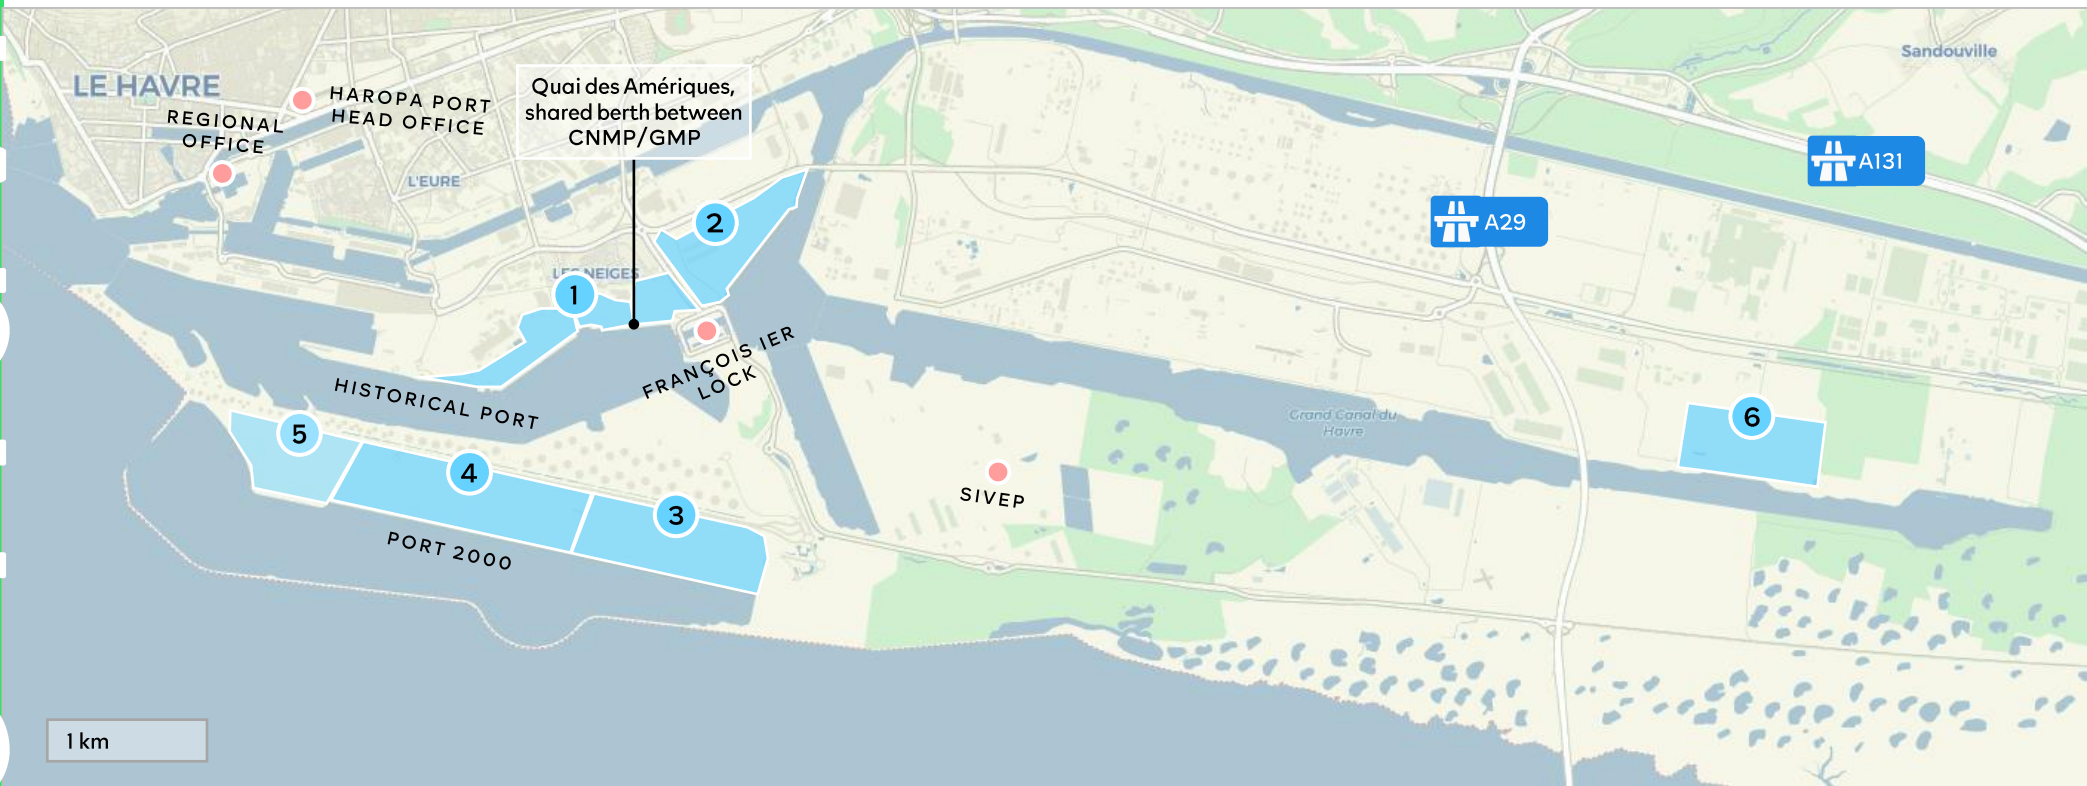 Sandouville
LE HAVRE
HAROPA PORT
HEAD OFFICE
REGIONAL
OFFICE
Quai des Amériques,
shared berth between
CNMP/GMP
A131
L'EURE
A29
2
LES NEIGES
1
FRANÇOIS IER
LOCK
HISTORICAL PORT
Grand Canal du
Havre
6
5
4
3
SIVEP
PORT 2000
1 km